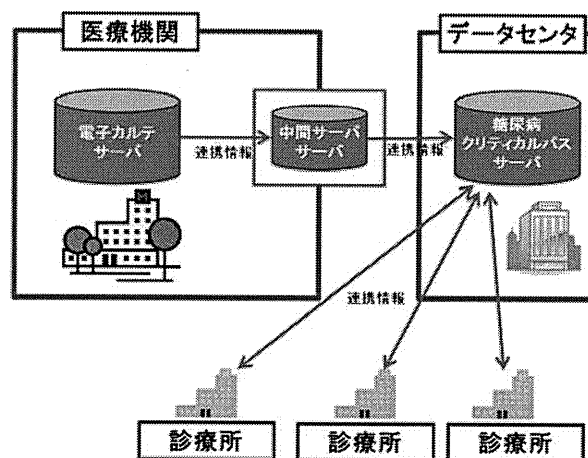 医療機関
データセンタ
電子カルテ
サーバ
連携情報
中間サーバ
サーバ
連携情報
糖尿病
クリティカルパス
サーバ
連携情報
診療所
診療所
診療所